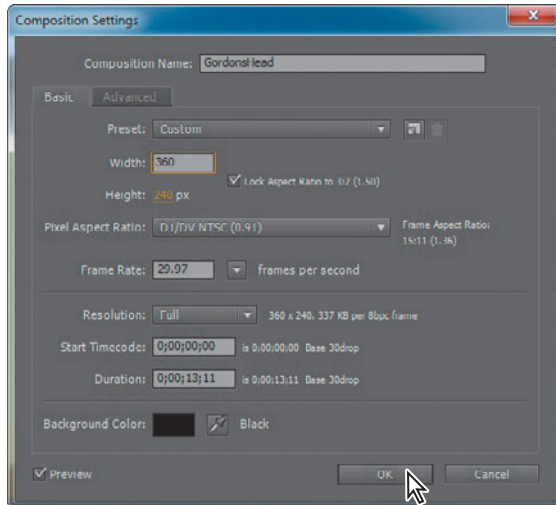 Composition Settings
Composition Name: GordonsHead
Basic Advanced
Preset: Custom
Width: 360
Lock Aspect Ratio to 3:2 (1.50)
Height: 240 px
Pixel Aspect Ratio: D1/DV NTSC (0.91)
Frame Aspect Ratio:
15:11 (1.36)
Frame Rate: 29.97 frames per second
Resolution: Full 360 x 240, 337 KB per 8bpc frame
Start Timecode: 0;00;00;00 is 0;00;00;00 Base 30drop
Duration: 0;00;13;11 is 0;00;13;11 Base 30drop
Background Color: Black
Preview OK Cancel